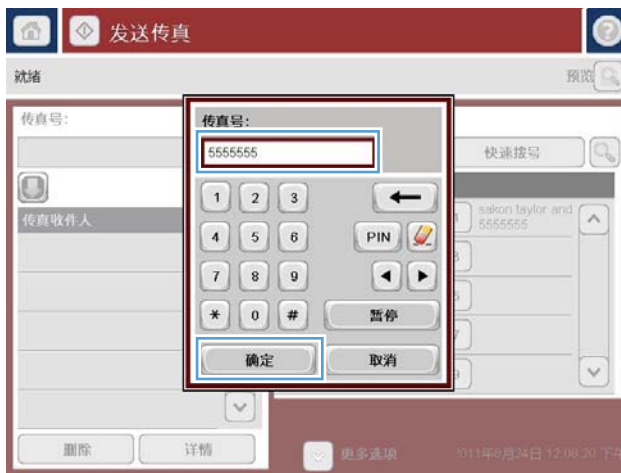 发送传真
就绪
预览
传真号:
快速拨号
传真收件人
sakon taylor and
5555555
传真号:
5555555
1 2 3
4 5 6 PIN
7 8 9
* 0 #
暂停
确定
取消
删除
详情
更多选项